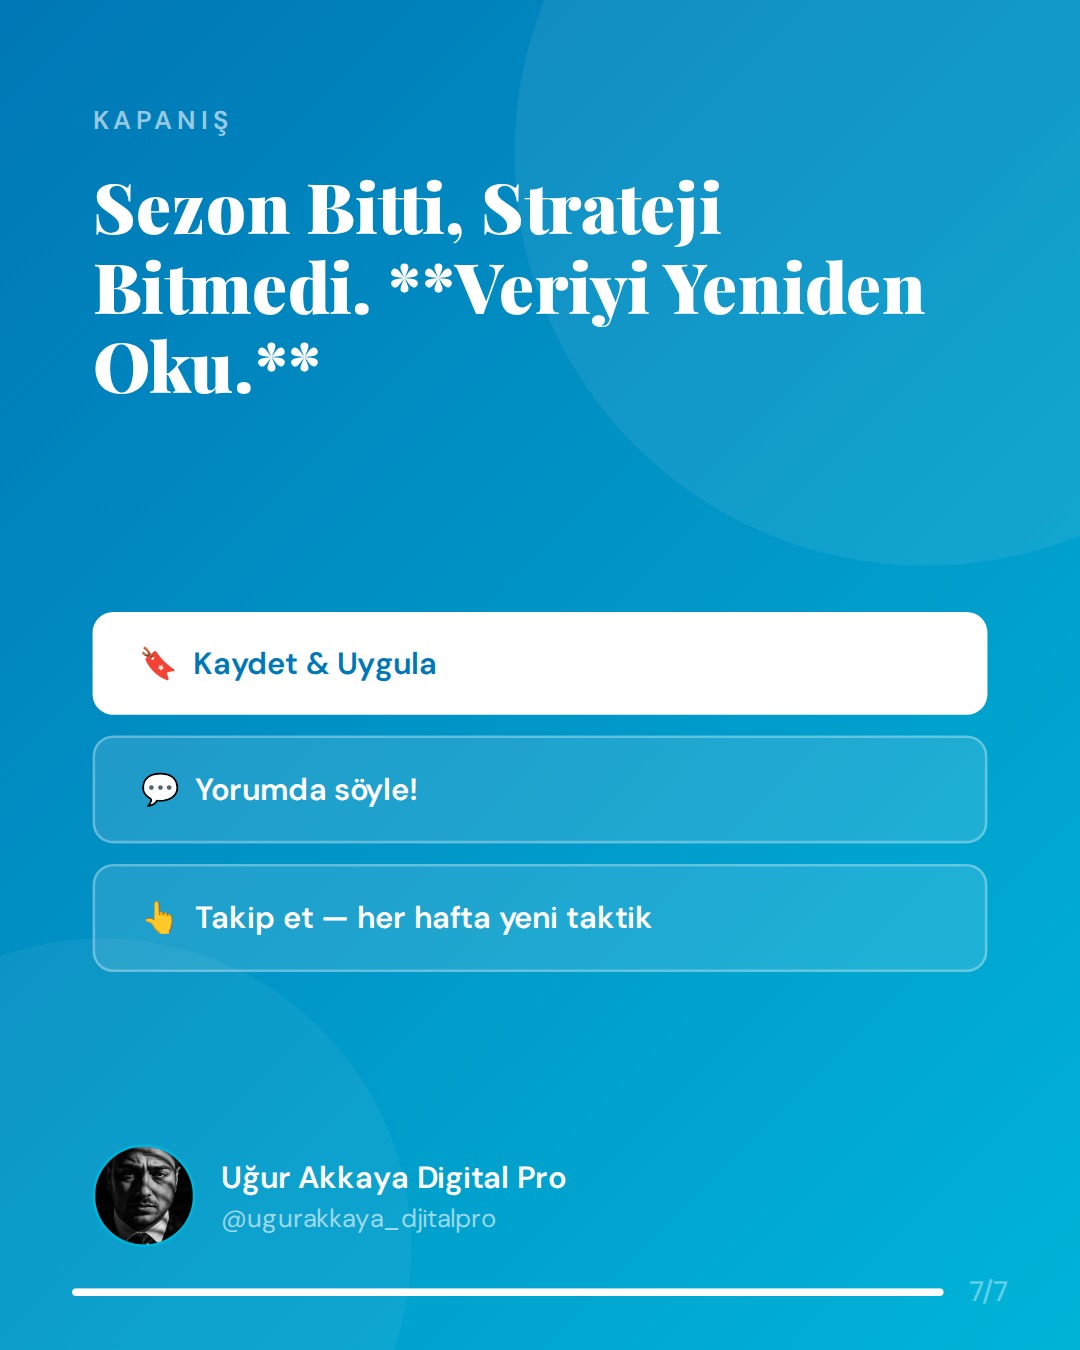 KAPANIŞ
Sezon Bitti, Strateji
Bitmedi. **Veriyi Yeniden
Oku.**
🔖 Kaydet & Uygula
💬 Yorumda söyle!
👆 Takip et — her hafta yeni taktik
Uğur Akkaya Digital Pro
@ugurakkaya_djitalpro
7/7